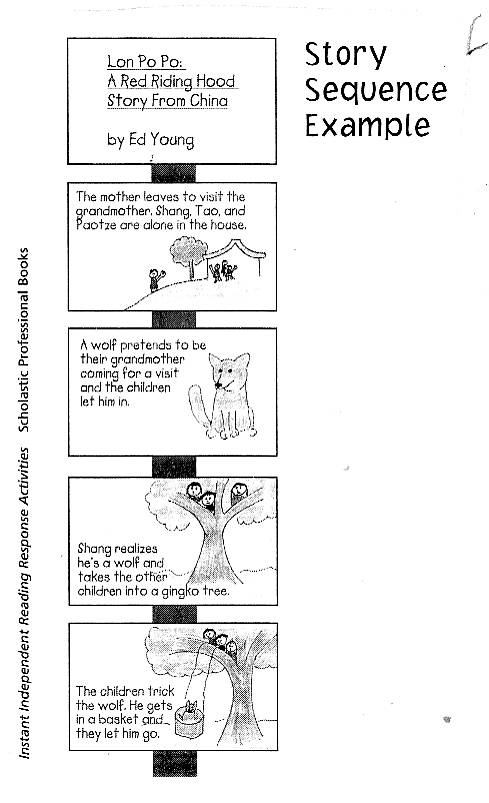 Story
Sequence
Example
Lon Po Po:
A Red Riding Hood
Story From China
by Ed Young
The mother leaves to visit the
grandmother. Shang, Tao, and
Paotze are alone in the house.
A wolf pretends to be
their grandmother
coming for a visit
and the children
let him in.
Shang realizes
he's a wolf and
takes the other
children into a gingko tree.
The children trick
the wolf. He gets
in a basket and
they let him go.
Instant Independent Reading Response Activities Scholastic Professional Books